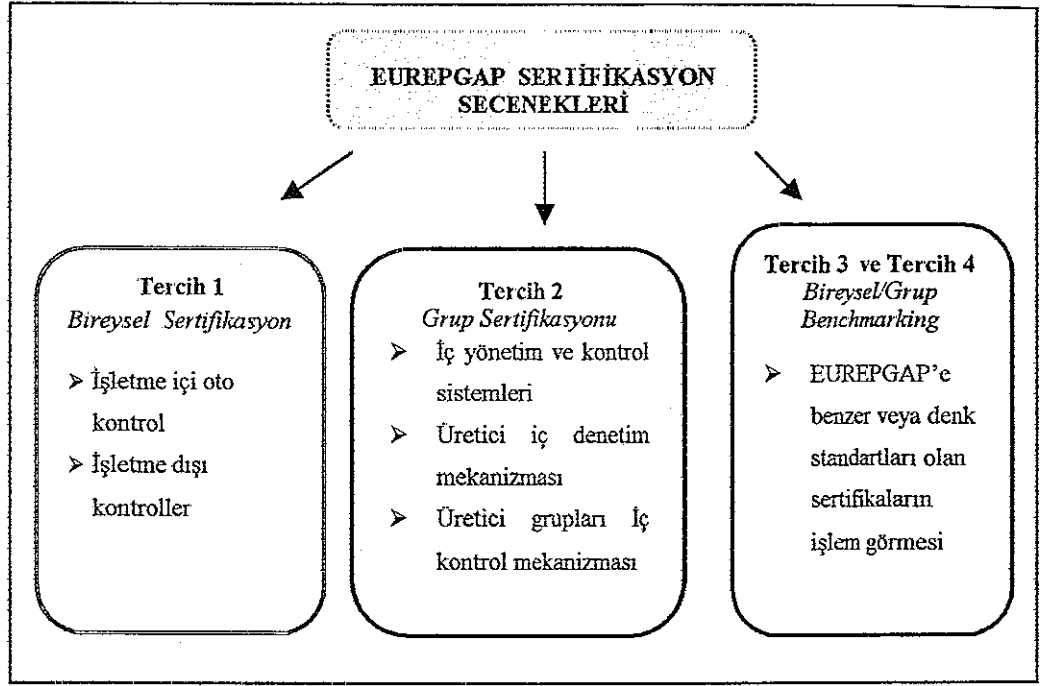 EUREPGAP SERTİFİKASYON
SECENEKLERİ
Tercih 1
Bireysel Sertifikasyon
➢ İşletme içi oto
kontrol
➢ İşletme dışı
kontroller
Tercih 2
Grup Sertifikasyonu
➢ İç yönetim ve kontrol
sistemleri
➢ Üretici iç denetim
mekanizması
➢ Üretici grupları İç
kontrol mekanizması
Tercih 3 ve Tercih 4
Bireysel/Grup
Benchmarking
➢ EUREPGAP’e
benzer veya denk
standartları olan
sertifikaların
işlem görmesi